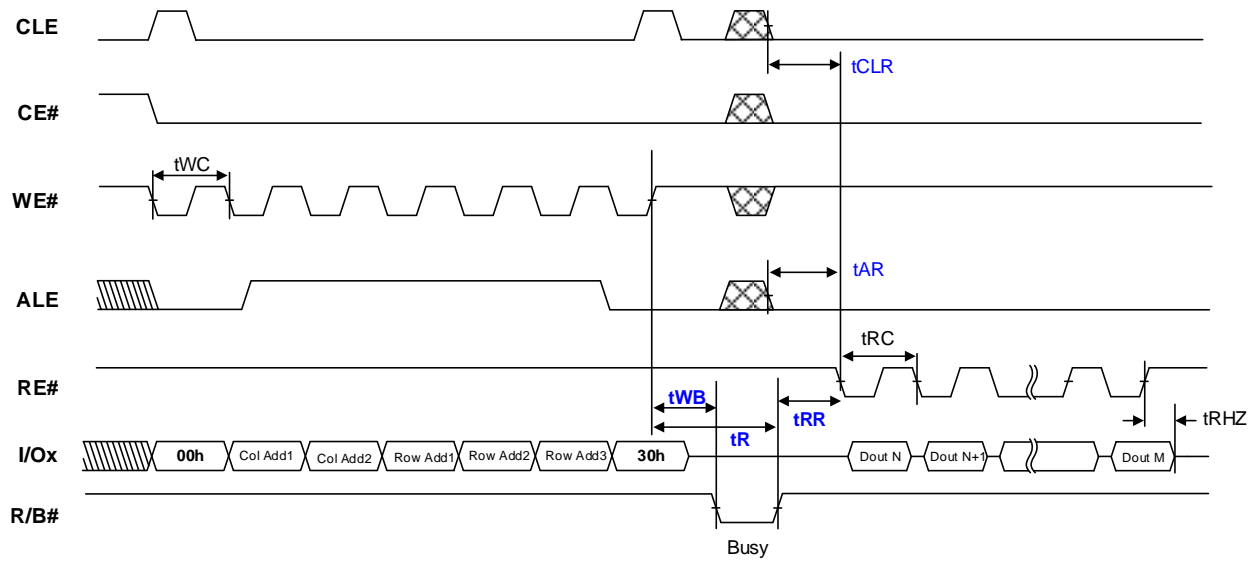 CLE
tCLR
CE#
tWC
WE#
ALE
tAR
tRC
RE#
tWB
tR
tRR
tRHZ
I/Ox
00h Col Add1 Col Add2 Row Add1 Row Add2 Row Add3 30h Dout N Dout N+1 Dout M
R/B#
Busy